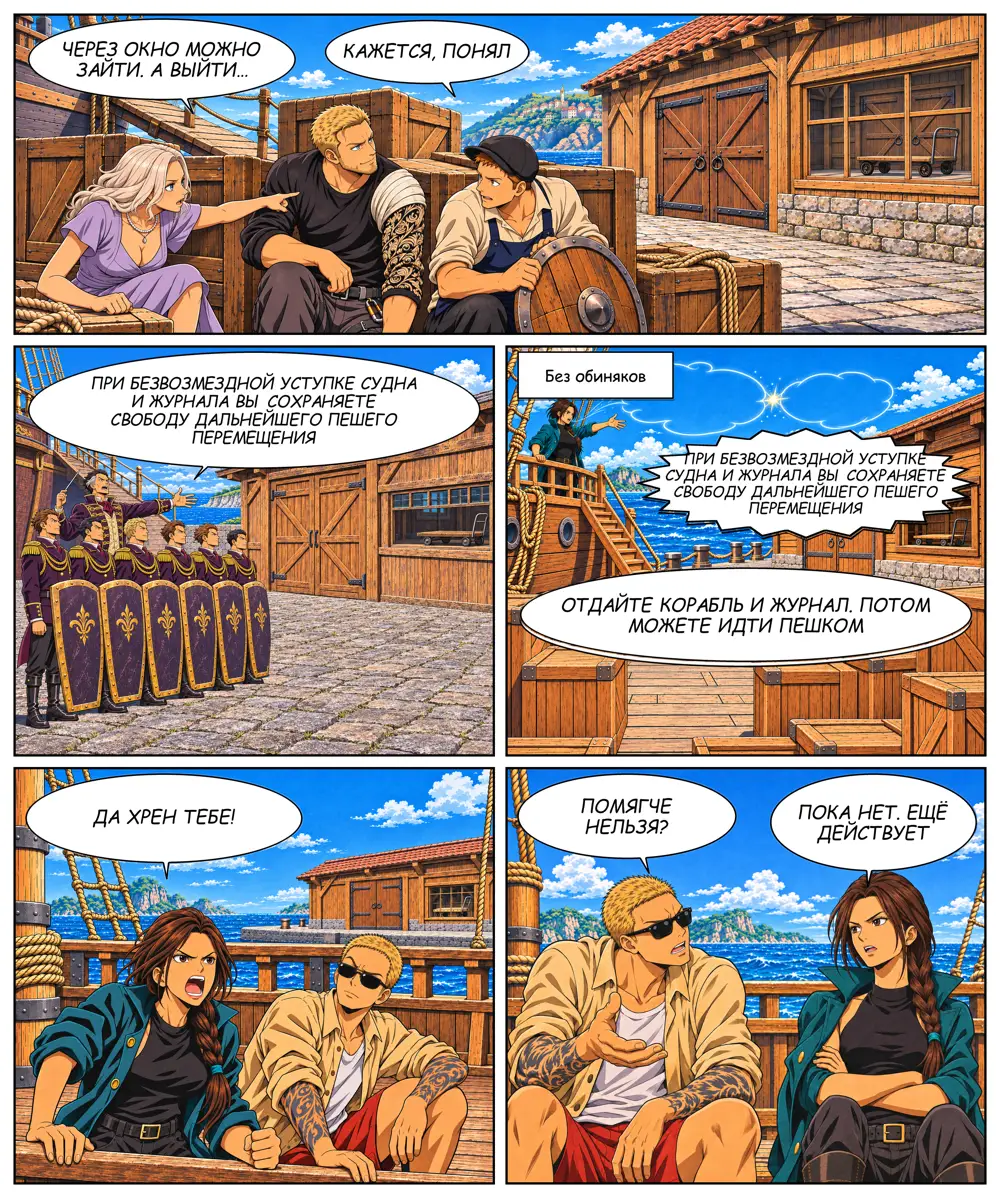 ЧЕРЕЗ ОКНО МОЖНО
ЗАЙТИ. А ВЫЙТИ...
КАЖЕТСЯ, ПОНЯЛ
ПРИ БЕЗВОЗМЕЗДНОЙ УСТУПКЕ СУДНА
И ЖУРНАЛА ВЫ СОХРАНЯЕТЕ
СВОБОДУ ДАЛЬНЕЙШЕГО ПЕШЕГО
ПЕРЕМЕЩЕНИЯ
Без обиняков
ПРИ БЕЗВОЗМЕЗДНОЙ УСТУПКЕ
СУДНА И ЖУРНАЛА ВЫ СОХРАНЯЕТЕ
СВОБОДУ ДАЛЬНЕЙШЕГО ПЕШЕГО
ПЕРЕМЕЩЕНИЯ
ОТДАЙТЕ КОРАБЛЬ И ЖУРНАЛ. ПОТОМ
МОЖЕТЕ ИДТИ ПЕШКОМ
ДА ХРЕН ТЕБЕ!
ПОМЯГЧЕ
НЕЛЬЗЯ?
ПОКА НЕТ. ЕЩЁ
ДЕЙСТВУЕТ